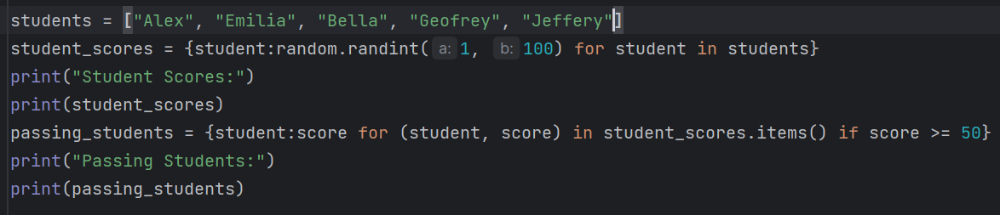 students = ["Alex", "Emilia", "Bella", "Geofrey", "Jeffery"]
student_scores = {student:random.randint( a: 1,  b: 100) for student in students}
print("Student Scores:")
print(student_scores)
passing_students = {student:score for (student, score) in student_scores.items() if score >= 50}
print("Passing Students:")
print(passing_students)